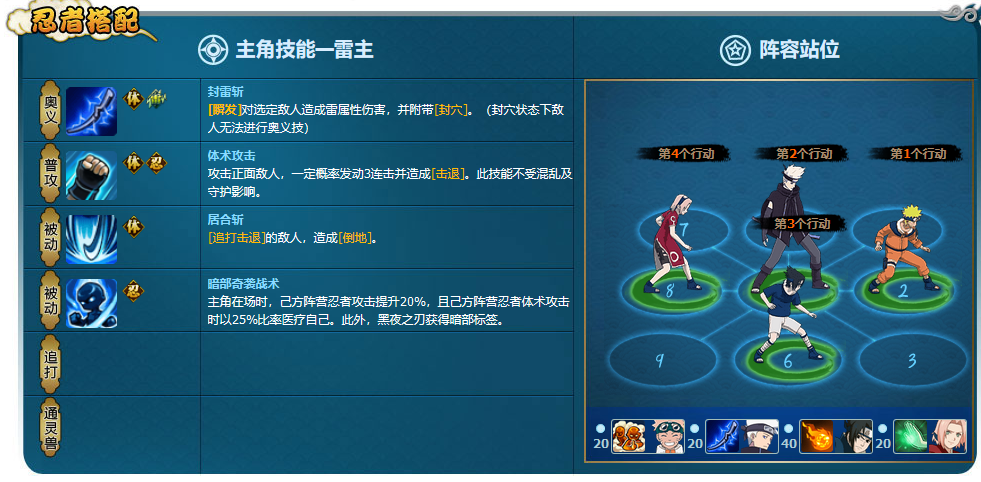 忍者搭配
主角技能—雷主
奥义
封雷斩
[瞬发]对选定敌人造成雷属性伤害，并附带[封穴]。（封穴状态下敌
人无法进行奥义技）
普攻
体 忍
体术攻击
攻击正面敌人，一定概率发动3连击并造成[击退]。此技能不受混乱及
守护影响。
被动
体
居合斩
[追打击退]的敌人，造成[倒地]。
被动
忍
暗部奇袭战术
主角在场时，己方阵营忍者攻击提升20%，且己方阵营忍者体术攻击
时以25%比率医疗自己。此外，黑夜之刃获得暗部标签。
追打
通灵兽
阵容站位
第4个行动 第2个行动 第1个行动
第3个行动
7
8 2
9 6 3
20 20 40 20